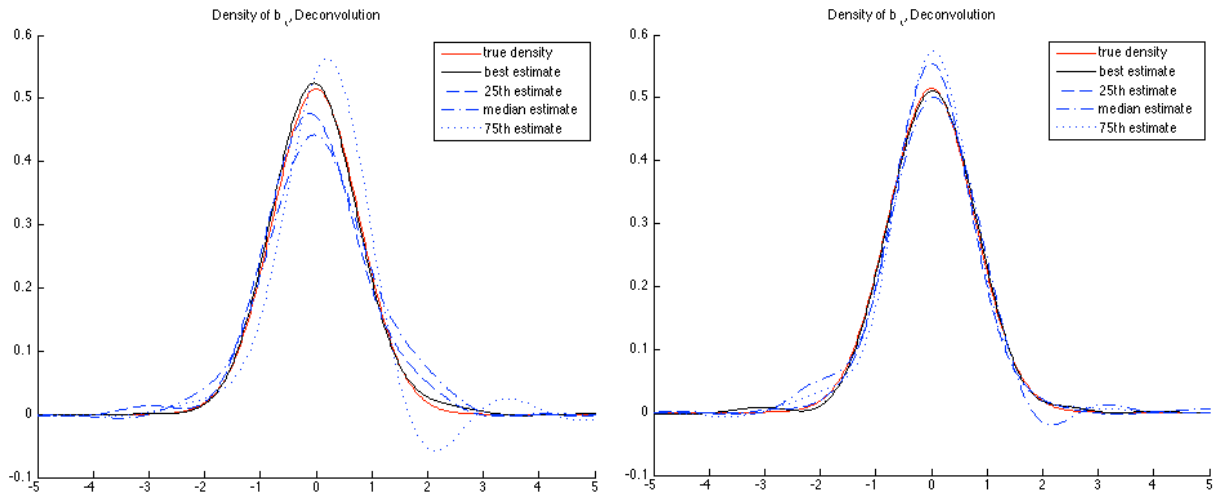 Density of b , Deconvolution
0.6
0.5
0.4
0.3
0.2
0.1
0
-0.1
-5 -4 -3 -2 -1 0 1 2 3 4 5
true density
best estimate
25th estimate
median estimate
75th estimate
Density of b , Deconvolution
0.6
0.5
0.4
0.3
0.2
0.1
0
-0.1
-5 -4 -3 -2 -1 0 1 2 3 4 5
true density
best estimate
25th estimate
median estimate
75th estimate